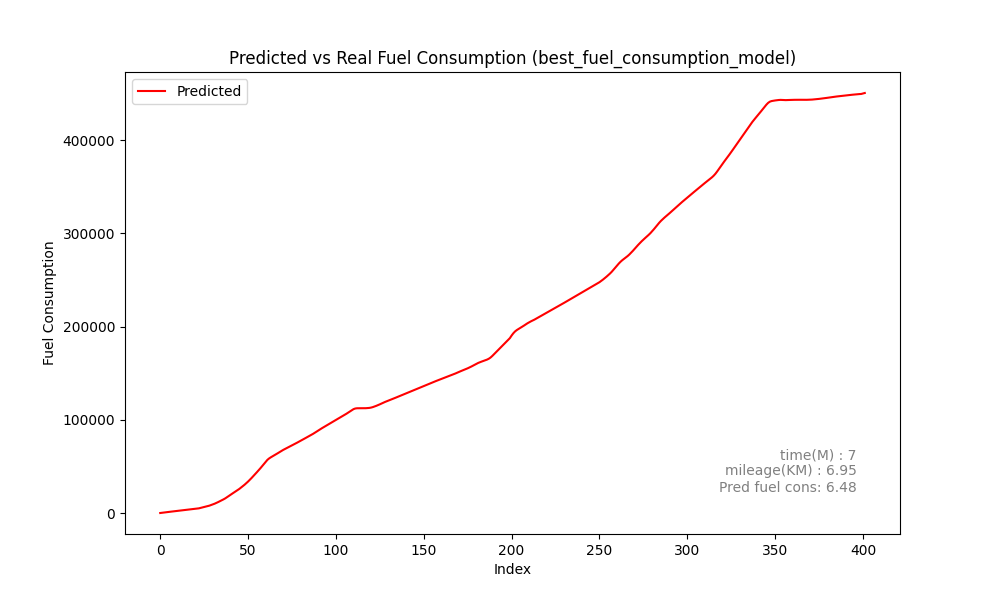 Predicted vs Real Fuel Consumption (best_fuel_consumption_model)
Predicted
400000
300000
200000
100000
0
Fuel Consumption
time(M) : 7
mileage(KM) : 6.95
Pred fuel cons: 6.48
0 50 100 150 200 250 300 350 400
Index